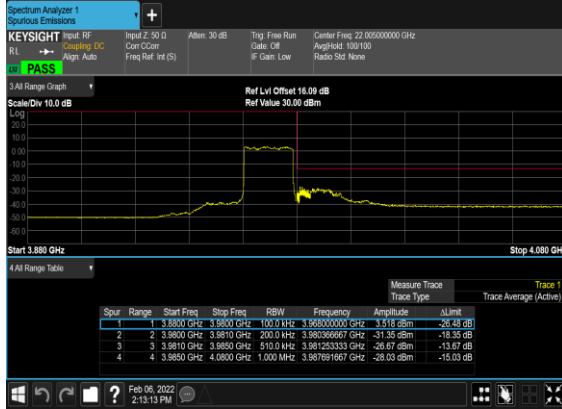 Spectrum Analyzer 1
Spurious Emissions
KEYSIGHT Input: RF Input Z: 50 Ω Atten: 30 dB Trig: Free Run Center Freq: 22.005000000 GHz
RL Coupling: DC Corr CCorr Gate: Off Avg|Hold: 100/100
Align: Auto Freq Ref: Int (S) IF Gain: Low Radio Std: None
PASS
3 All Range Graph
Ref Lvl Offset 16.09 dB
Scale/Div 10.0 dB Ref Value 30.00 dBm
Log
20.0
10.0
0.00
-10.0
-20.0
-30.0
-40.0
-50.0
-60.0
Start 3.880 GHz Stop 4.080 GHz
4 All Range Table
Measure Trace Trace 1
Trace Type Trace Average (Active)
Spur Range Start Freq Stop Freq RBW Frequency Amplitude ΔLimit
1 1 3.8800 GHz 3.9800 GHz 100.0 kHz 3.968000000 GHz 3.518 dBm -26.48 dB
2 2 3.9800 GHz 3.9810 GHz 200.0 kHz 3.980366667 GHz -31.35 dBm -18.35 dB
3 3 3.9810 GHz 3.9850 GHz 510.0 kHz 3.981253333 GHz -26.67 dBm -13.67 dB
4 4 3.9850 GHz 4.0800 GHz 1.000 MHz 3.987691667 GHz -28.03 dBm -15.03 dB
Feb 06, 2022
2:13:13 PM